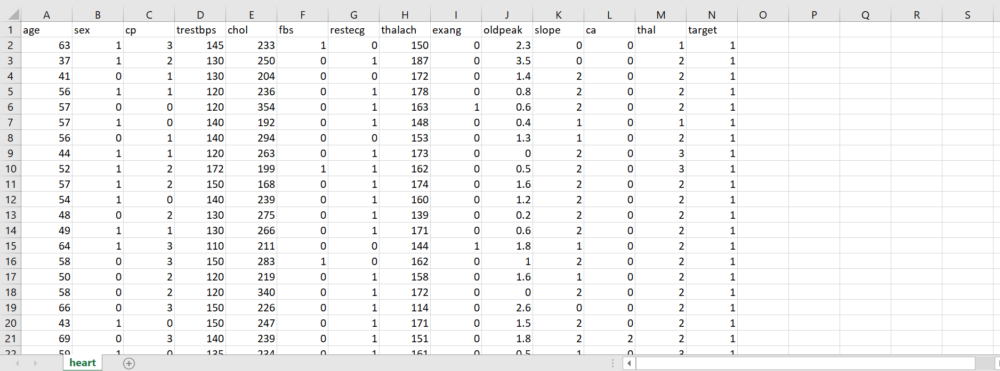 A B C D E F G H I J K L M N O P Q R S
1 age sex cp trestbps chol fbs restecg thalach exang oldpeak slope ca thal target
2 63 1 3 145 233 1 0 150 0 2.3 0 0 1 1
3 37 1 2 130 250 0 1 187 0 3.5 0 0 2 1
4 41 0 1 130 204 0 0 172 0 1.4 2 0 2 1
5 56 1 1 120 236 0 1 178 0 0.8 2 0 2 1
6 57 0 0 120 354 0 1 163 1 0.6 2 0 2 1
7 57 1 0 140 192 0 1 148 0 0.4 1 0 1 1
8 56 0 1 140 294 0 0 153 0 1.3 1 0 2 1
9 44 1 1 120 263 0 1 173 0 0 2 0 3 1
10 52 1 2 172 199 1 1 162 0 0.5 2 0 3 1
11 57 1 2 150 168 0 1 174 0 1.6 2 0 2 1
12 54 1 0 140 239 0 1 160 0 1.2 2 0 2 1
13 48 0 2 130 275 0 1 139 0 0.2 2 0 2 1
14 49 1 1 130 266 0 1 171 0 0.6 2 0 2 1
15 64 1 3 110 211 0 0 144 1 1.8 1 0 2 1
16 58 0 3 150 283 1 0 162 0 1 2 0 2 1
17 50 0 2 120 219 0 1 158 0 1.6 1 0 2 1
18 58 0 2 120 340 0 1 172 0 0 2 0 2 1
19 66 0 3 150 226 0 1 114 0 2.6 0 0 2 1
20 43 1 0 150 247 0 1 171 0 1.5 2 0 2 1
21 69 0 3 140 239 0 1 151 0 1.8 2 2 2 1
22 59 1 0 135 234 0 1 161 0 0.5 1 0 3 1
heart